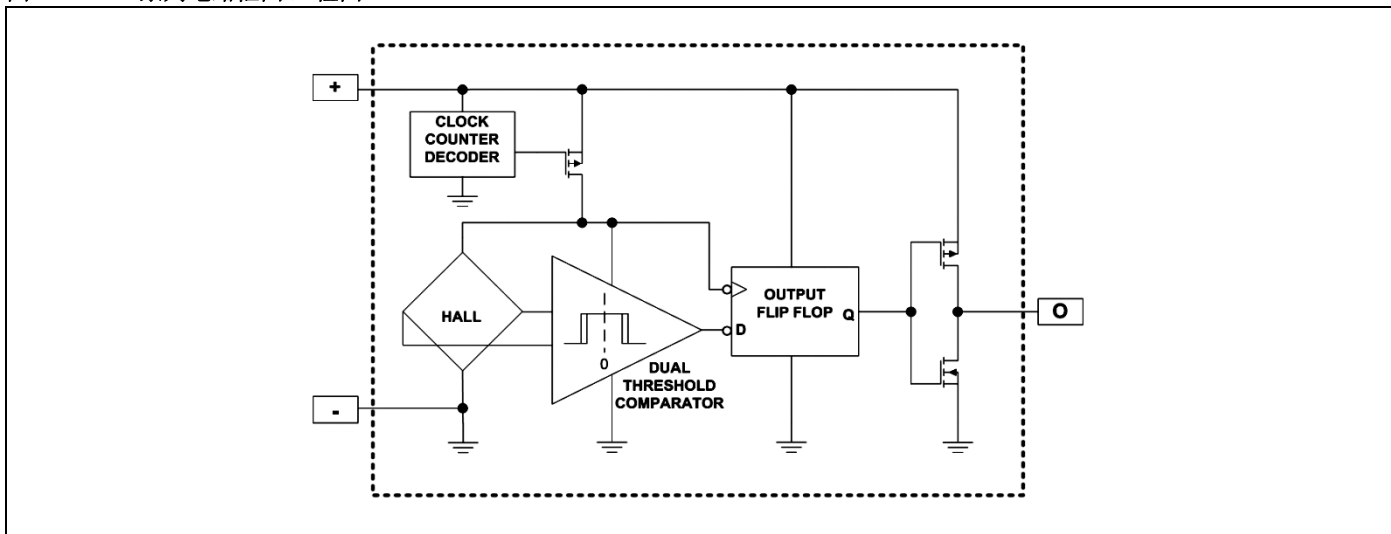 +
CLOCK
COUNTER
DECODER
HALL
0
DUAL
THRESHOLD
COMPARATOR
D
OUTPUT
FLIP FLOP
Q
O
-